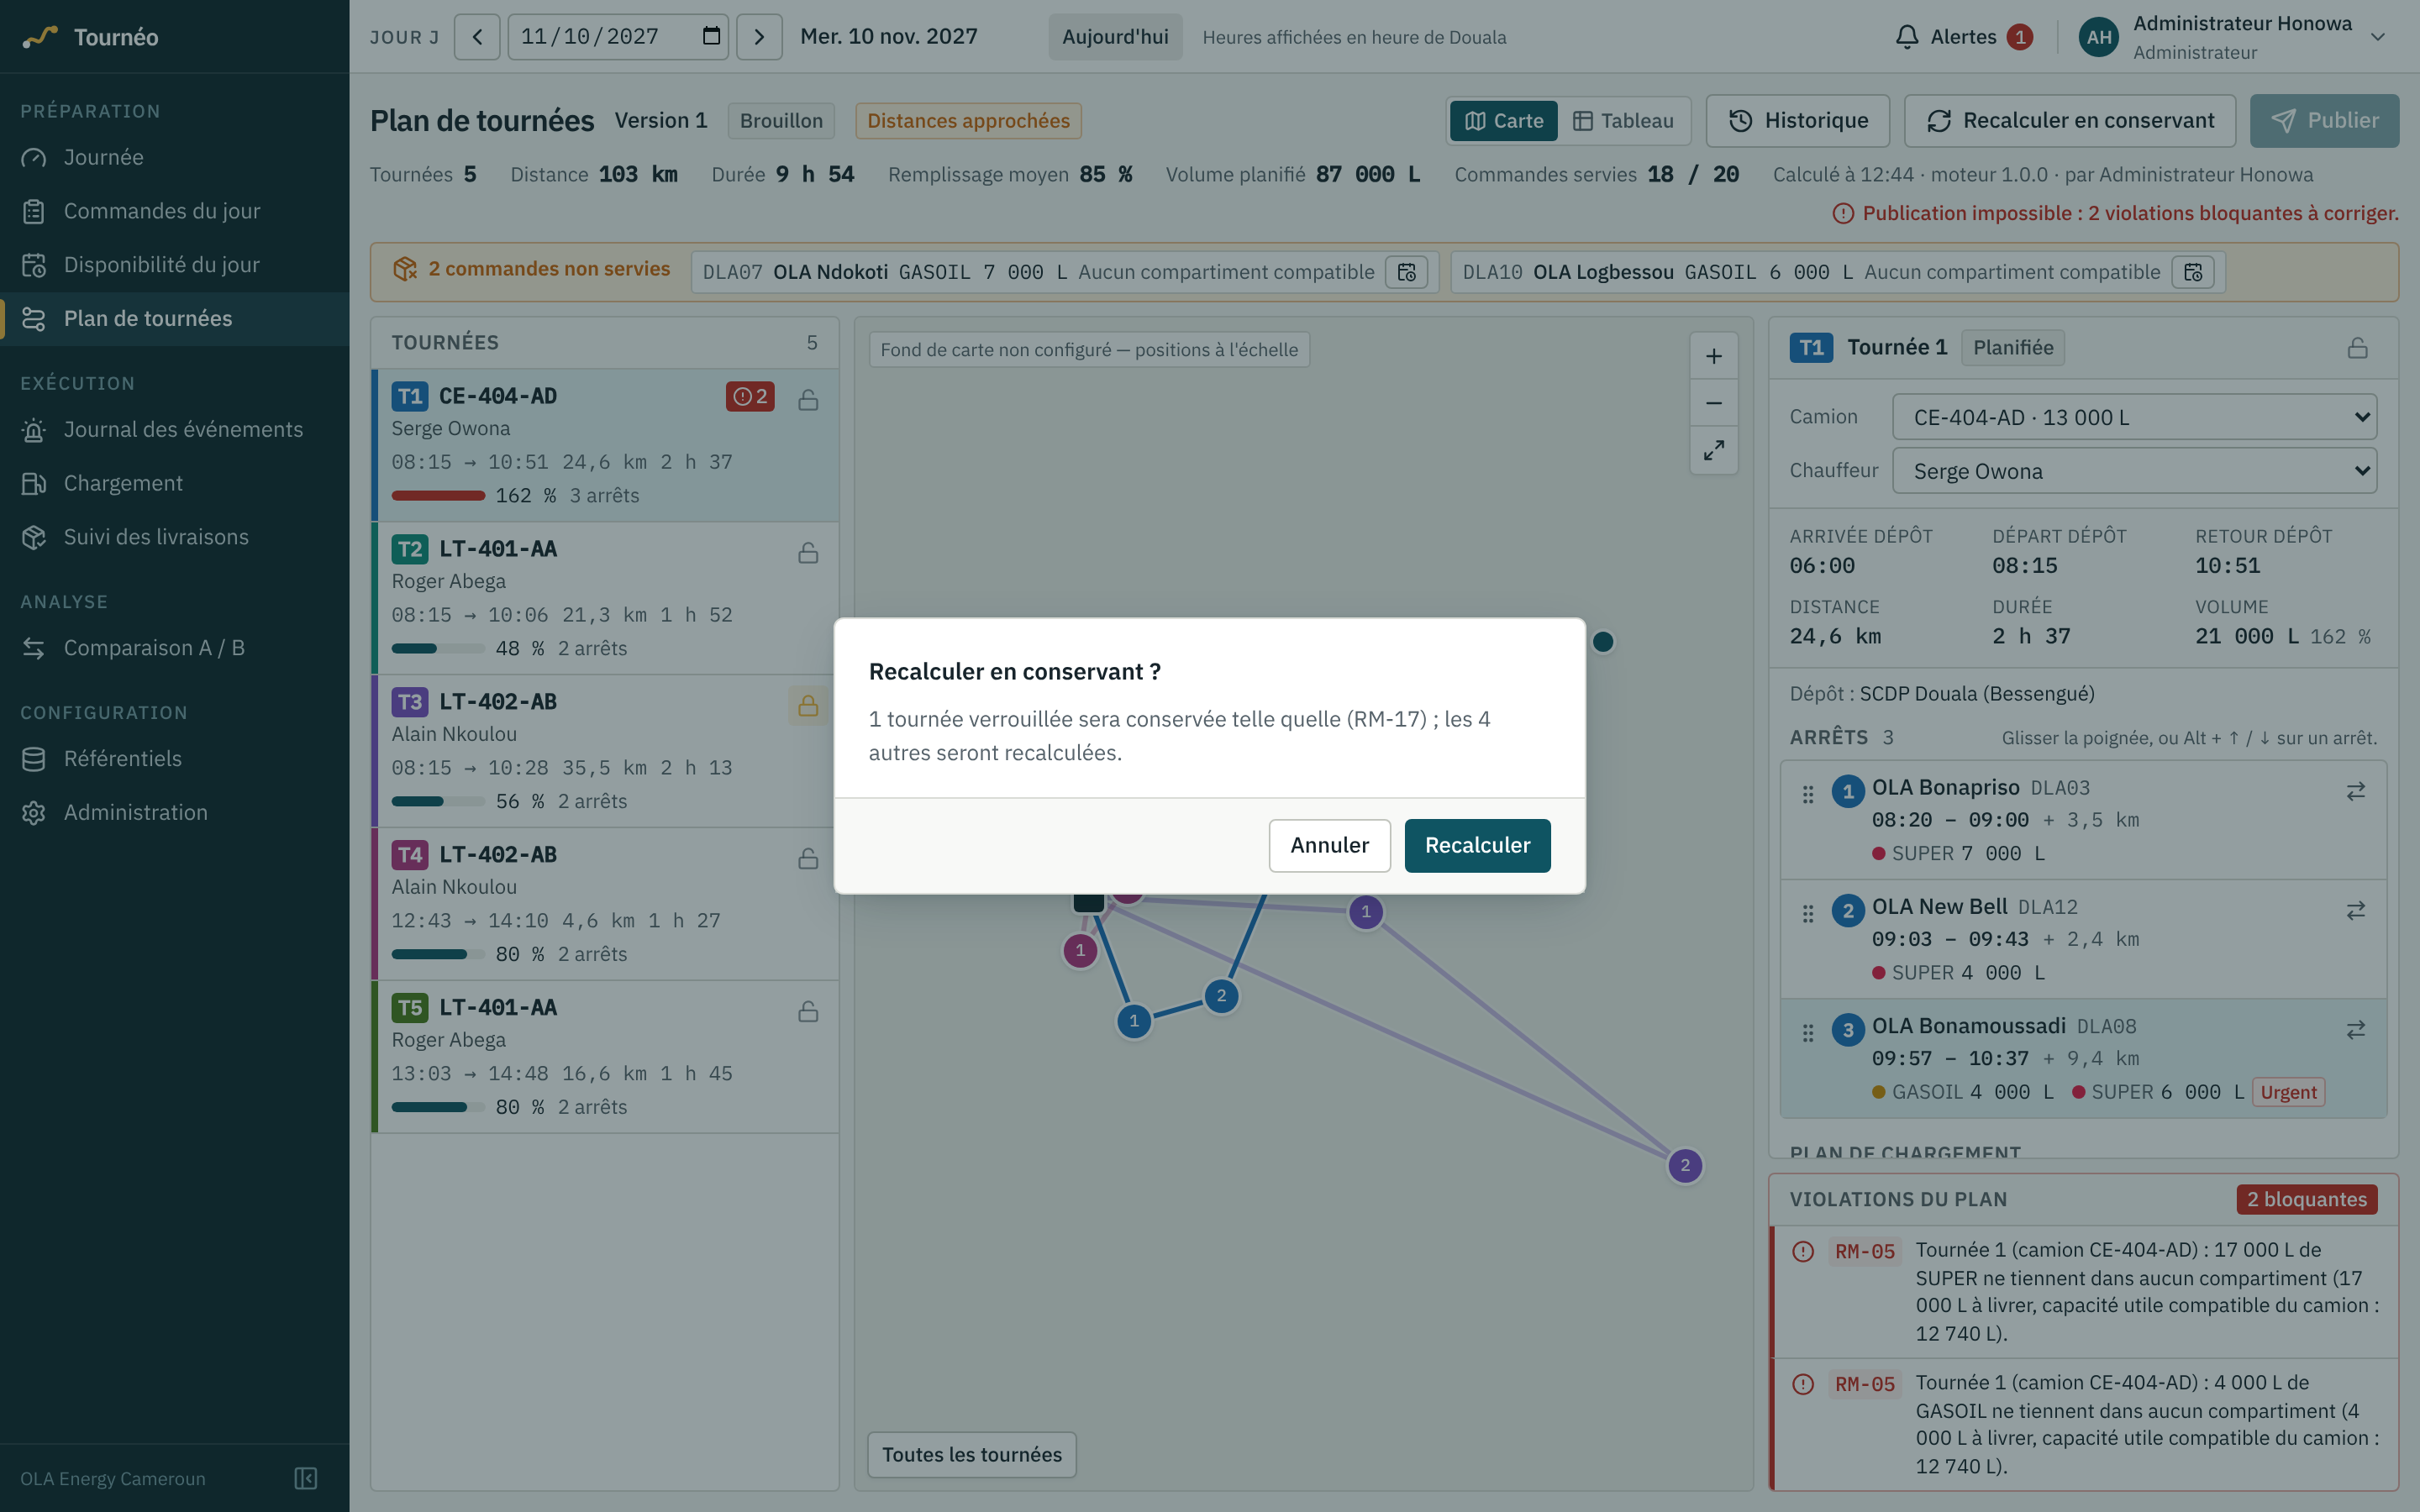 Tournéo
JOUR J
11/10/2027
Mer. 10 nov. 2027
Aujourd'hui
Heures affichées en heure de Douala
Alertes 1
AH
Administrateur Honowa
Administrateur
PRÉPARATION
Journée
Commandes du jour
Disponibilité du jour
Plan de tournées
EXÉCUTION
Journal des événements
Chargement
Suivi des livraisons
ANALYSE
Comparaison A / B
CONFIGURATION
Référentiels
Administration
OLA Energy Cameroun
Plan de tournées Version 1 Brouillon Distances approchées
Carte Tableau Historique Recalculer en conservant Publier
Tournées 5 Distance 103 km Durée 9 h 54 Remplissage moyen 85 % Volume planifié 87 000 L Commandes servies 18 / 20 Calculé à 12:44 · moteur 1.0.0 · par Administrateur Honowa
Publication impossible : 2 violations bloquantes à corriger.
2 commandes non servies DLA07 OLA Ndokoti GASOIL 7 000 L Aucun compartiment compatible DLA10 OLA Logbessou GASOIL 6 000 L Aucun compartiment compatible
TOURNÉES 5
T1 CE-404-AD 2
Serge Owona
08:15 → 10:51 24,6 km 2 h 37
162 % 3 arrêts
T2 LT-401-AA
Roger Abega
08:15 → 10:06 21,3 km 1 h 52
48 % 2 arrêts
T3 LT-402-AB
Alain Nkoulou
08:15 → 10:28 35,5 km 2 h 13
56 % 2 arrêts
T4 LT-402-AB
Alain Nkoulou
12:43 → 14:10 4,6 km 1 h 27
80 % 2 arrêts
T5 LT-401-AA
Roger Abega
13:03 → 14:48 16,6 km 1 h 45
80 % 2 arrêts
Fond de carte non configuré — positions à l'échelle
+
−
Recalculer en conservant ?
1 tournée verrouillée sera conservée telle quelle (RM-17) ; les 4
autres seront recalculées.
Annuler Recalculer
1
1
2
1
2
Toutes les tournées
T1 Tournée 1 Planifiée
Camion CE-404-AD · 13 000 L
Chauffeur Serge Owona
ARRIVÉE DÉPÔT DÉPART DÉPÔT RETOUR DÉPÔT
06:00 08:15 10:51
DISTANCE DURÉE VOLUME
24,6 km 2 h 37 21 000 L 162 %
Dépôt : SCDP Douala (Bessengué)
ARRÊTS 3 Glisser la poignée, ou Alt + ↑ / ↓ sur un arrêt.
1 OLA Bonapriso DLA03
08:20 – 09:00 + 3,5 km
SUPER 7 000 L
2 OLA New Bell DLA12
09:03 – 09:43 + 2,4 km
SUPER 4 000 L
3 OLA Bonamoussadi DLA08
09:57 – 10:37 + 9,4 km
GASOIL 4 000 L SUPER 6 000 L Urgent
PLAN DE CHARGEMENT
VIOLATIONS DU PLAN 2 bloquantes
RM-05 Tournée 1 (camion CE-404-AD) : 17 000 L de
SUPER ne tiennent dans aucun compartiment (17
000 L à livrer, capacité utile compatible du camion :
12 740 L).
RM-05 Tournée 1 (camion CE-404-AD) : 4 000 L de
GASOIL ne tiennent dans aucun compartiment (4
000 L à livrer, capacité utile compatible du camion :
12 740 L).